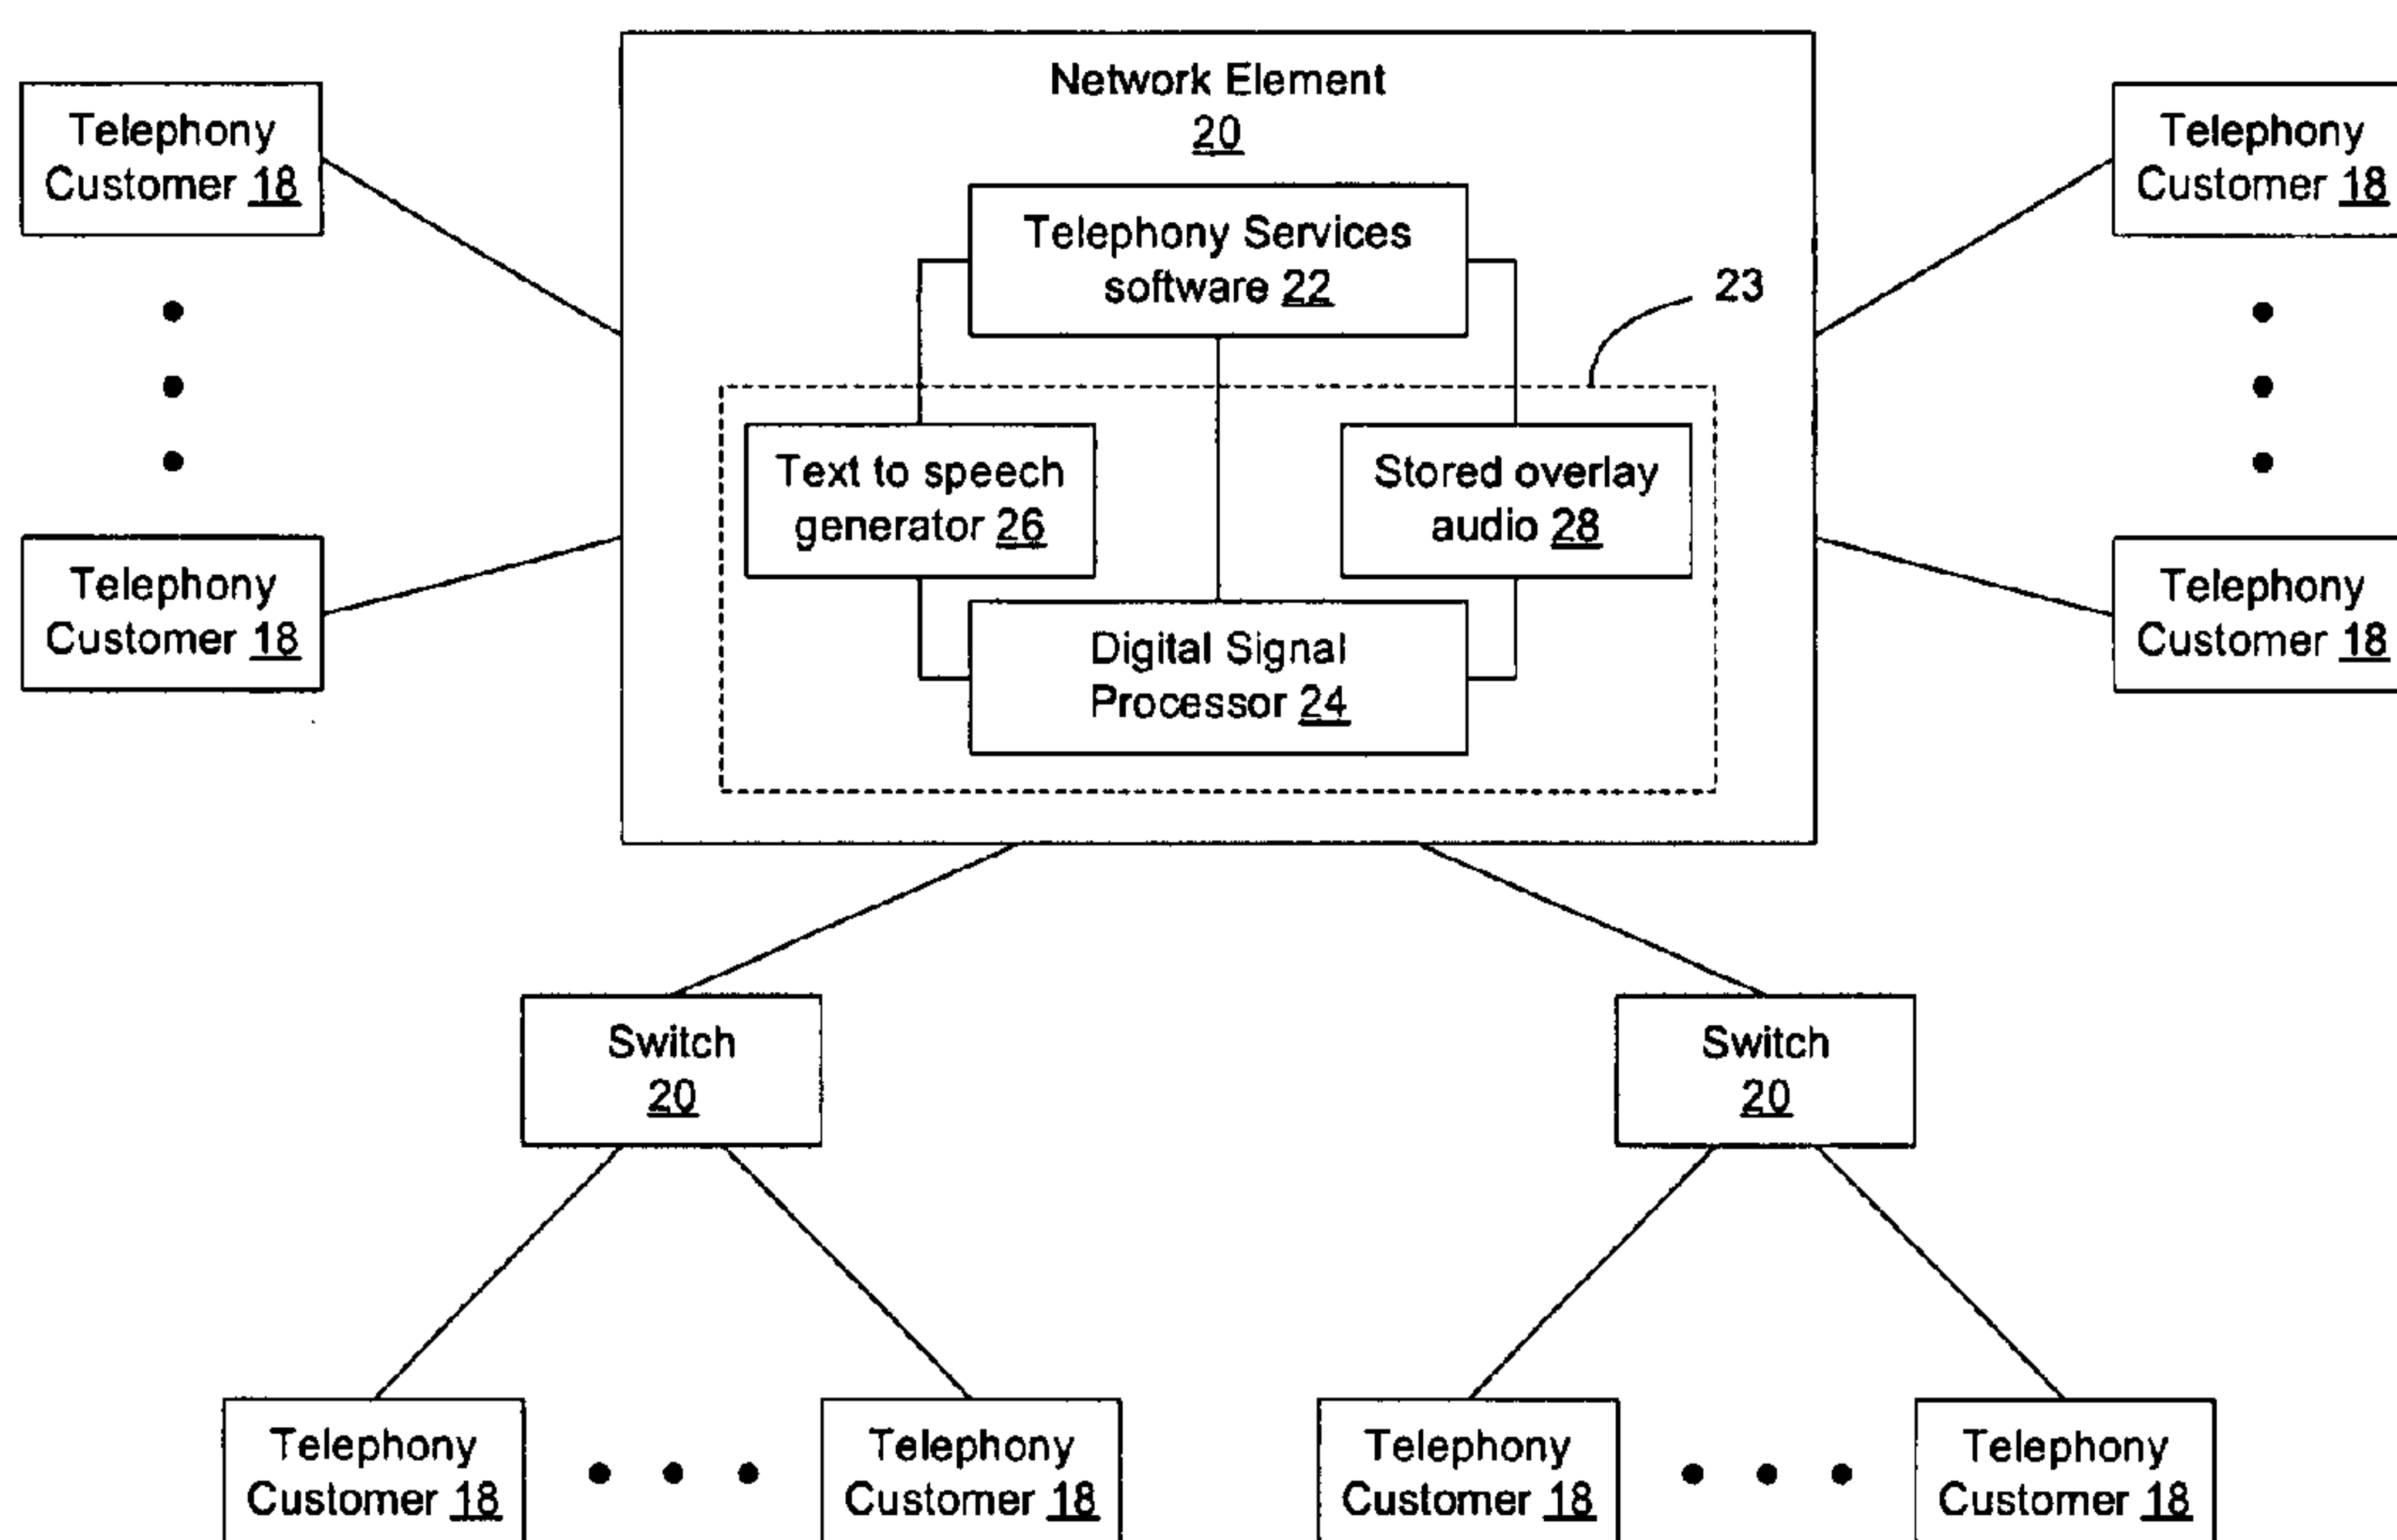 Network Element
20
Telephony
Customer 18
Telephony
Customer 18
Telephony Services
software 22
23
Text to speech
generator 26
Stored overlay
audio 28
Telephony
Customer 18
Digital Signal
Processor 24
Telephony
Customer 18
Switch
20
Switch
20
Telephony
Customer 18
Telephony
Customer 18
Telephony
Customer 18
Telephony
Customer 18